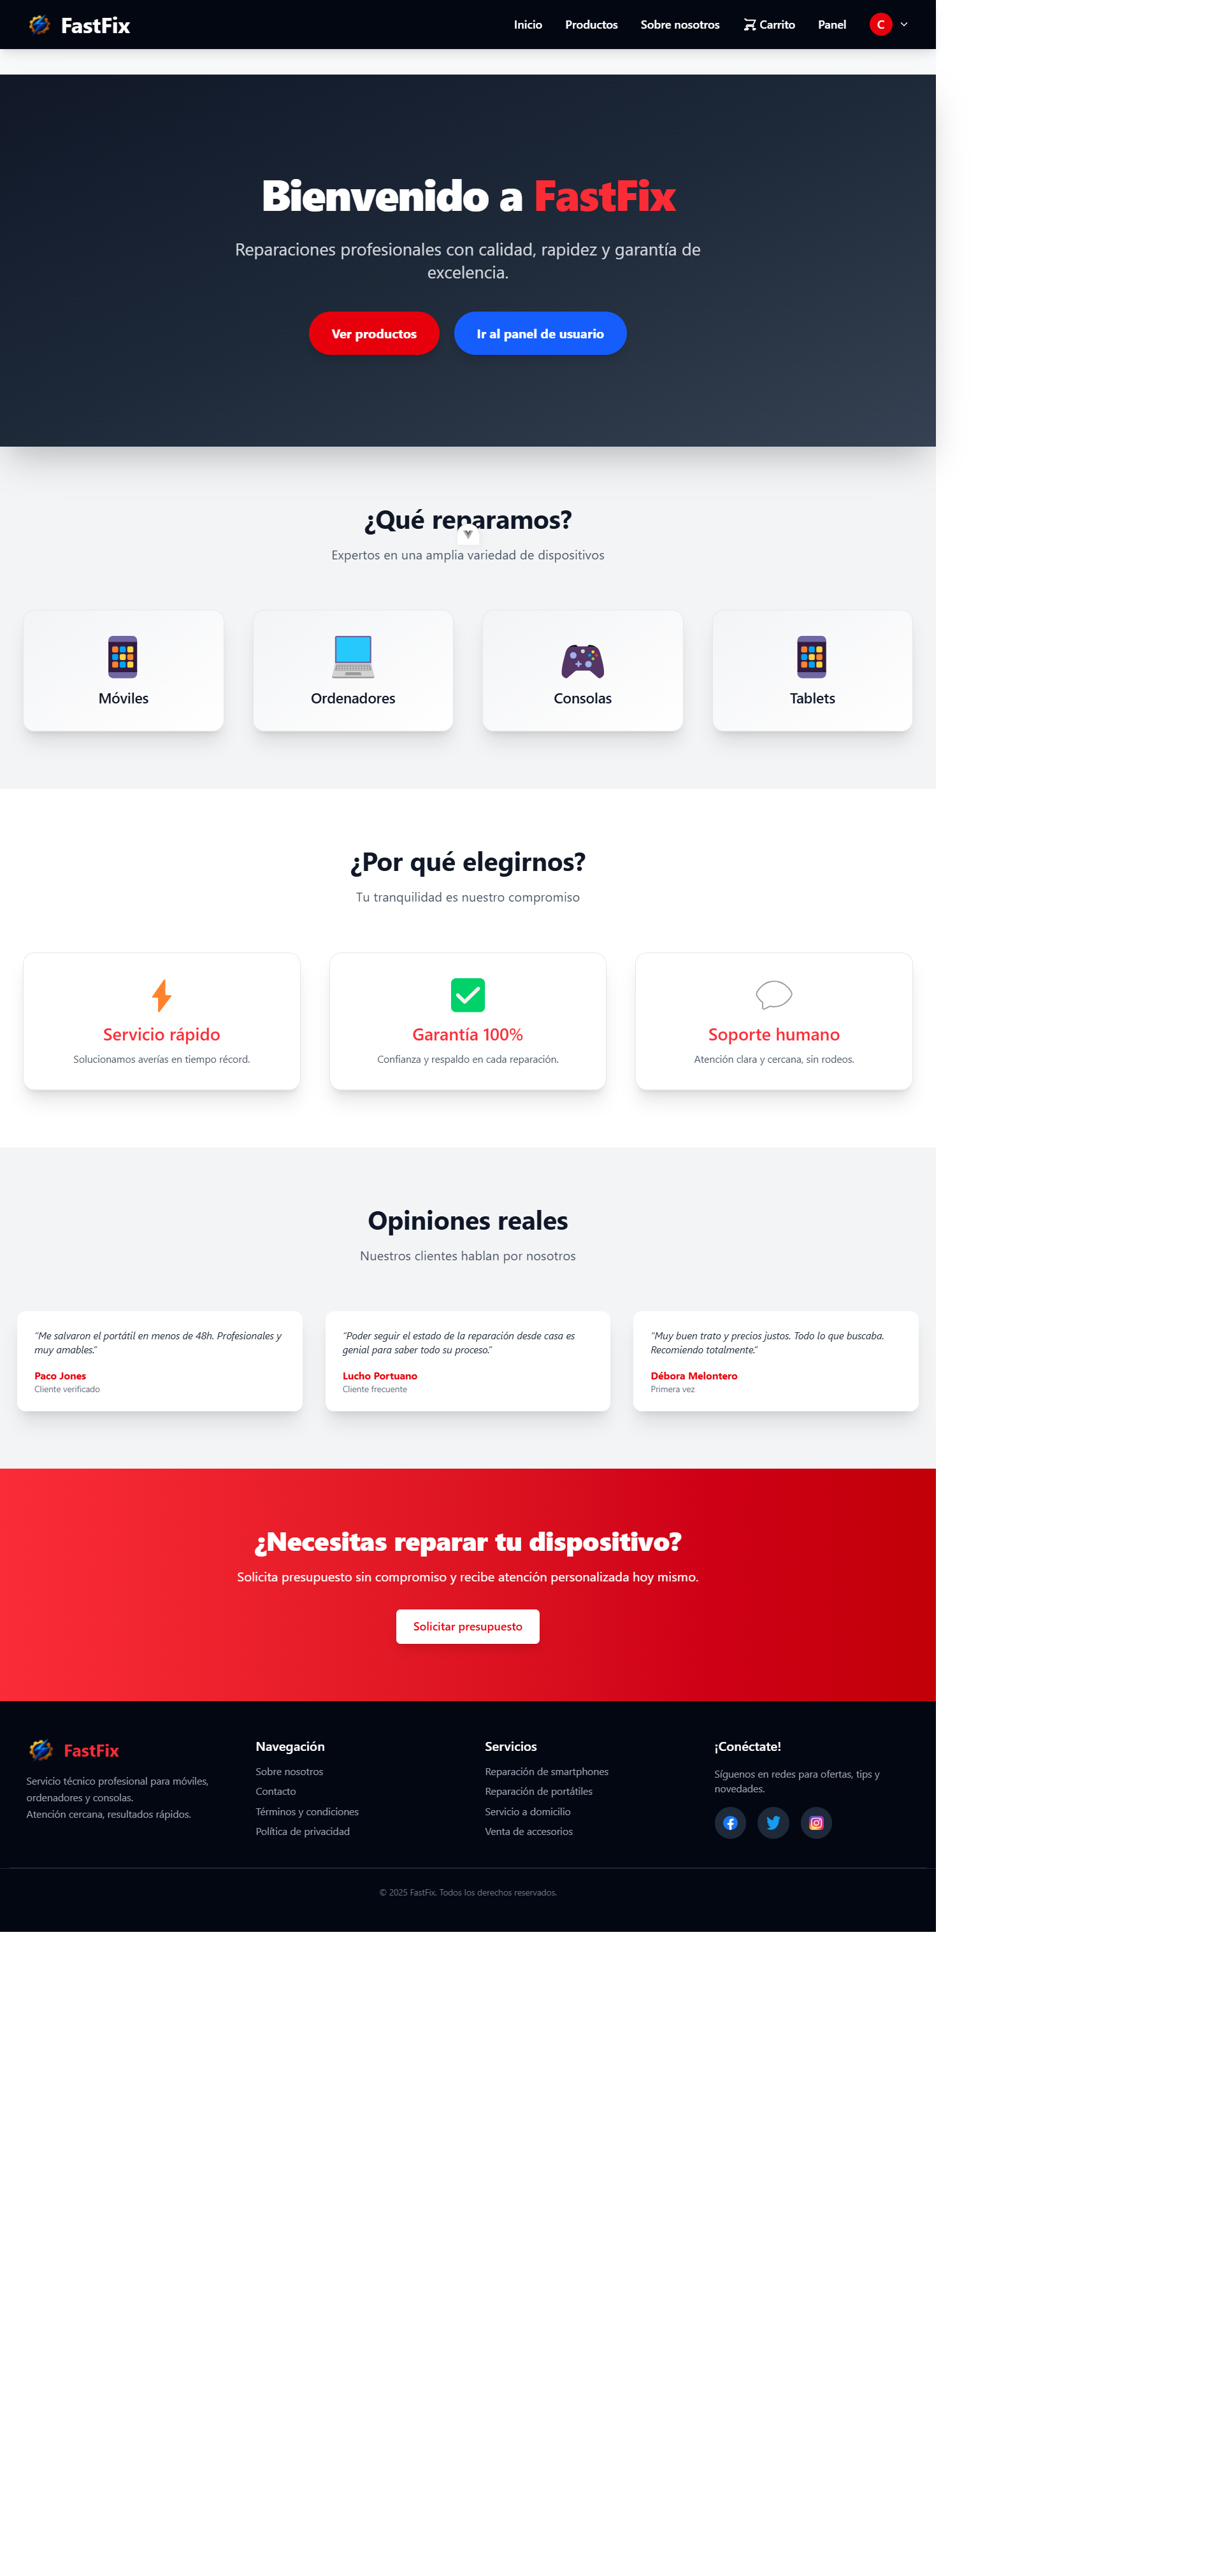 FastFix
Inicio
Productos
Sobre nosotros
Carrito
Panel
C
Bienvenido a FastFix
Reparaciones profesionales con calidad, rapidez y garantía de
excelencia.
Ver productos
Ir al panel de usuario
¿Qué reparamos?
Expertos en una amplia variedad de dispositivos
Móviles
Ordenadores
Consolas
Tablets
¿Por qué elegirnos?
Tu tranquilidad es nuestro compromiso
Servicio rápido
Solucionamos averías en tiempo récord.
Garantía 100%
Confianza y respaldo en cada reparación.
Soporte humano
Atención clara y cercana, sin rodeos.
Opiniones reales
Nuestros clientes hablan por nosotros
"Me salvaron el portátil en menos de 48h. Profesionales y
muy amables."
Paco Jones
Cliente verificado
"Poder seguir el estado de la reparación desde casa es
genial para saber todo su proceso."
Lucho Portuano
Cliente frecuente
"Muy buen trato y precios justos. Todo lo que buscaba.
Recomiendo totalmente."
Débora Melontero
Primera vez
¿Necesitas reparar tu dispositivo?
Solicita presupuesto sin compromiso y recibe atención personalizada hoy mismo.
Solicitar presupuesto
FastFix
Servicio técnico profesional para móviles,
ordenadores y consolas.
Atención cercana, resultados rápidos.
Navegación
Sobre nosotros
Contacto
Términos y condiciones
Política de privacidad
Servicios
Reparación de smartphones
Reparación de portátiles
Servicio a domicilio
Venta de accesorios
¡Conéctate!
Síguenos en redes para ofertas, tips y
novedades.
© 2025 FastFix. Todos los derechos reservados.